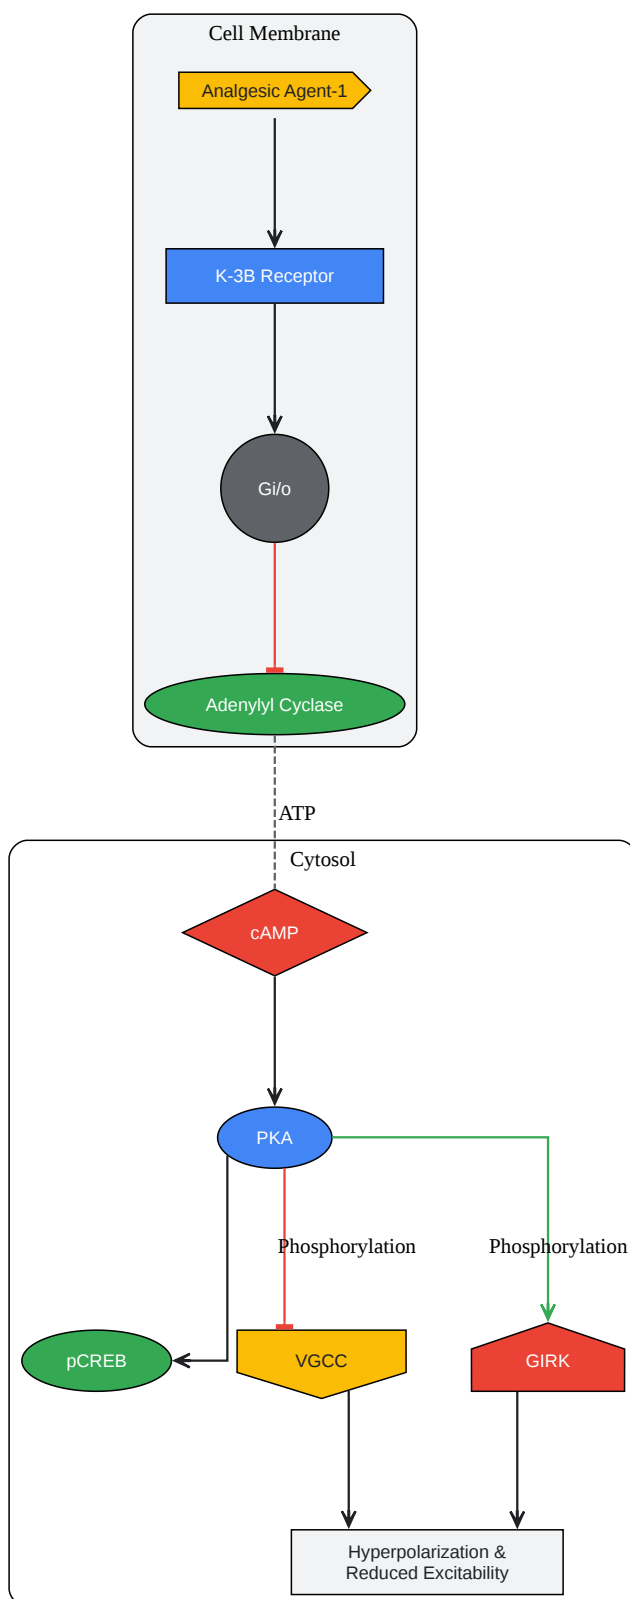 Cell Membrane
Analgesic Agent-1
K-3B Receptor
Gi/o
Adenylyl Cyclase
ATP
Cytosol
cAMP
PKA
Phosphorylation
Phosphorylation
pCREB
VGCC
GIRK
Hyperpolarization &
Reduced Excitability